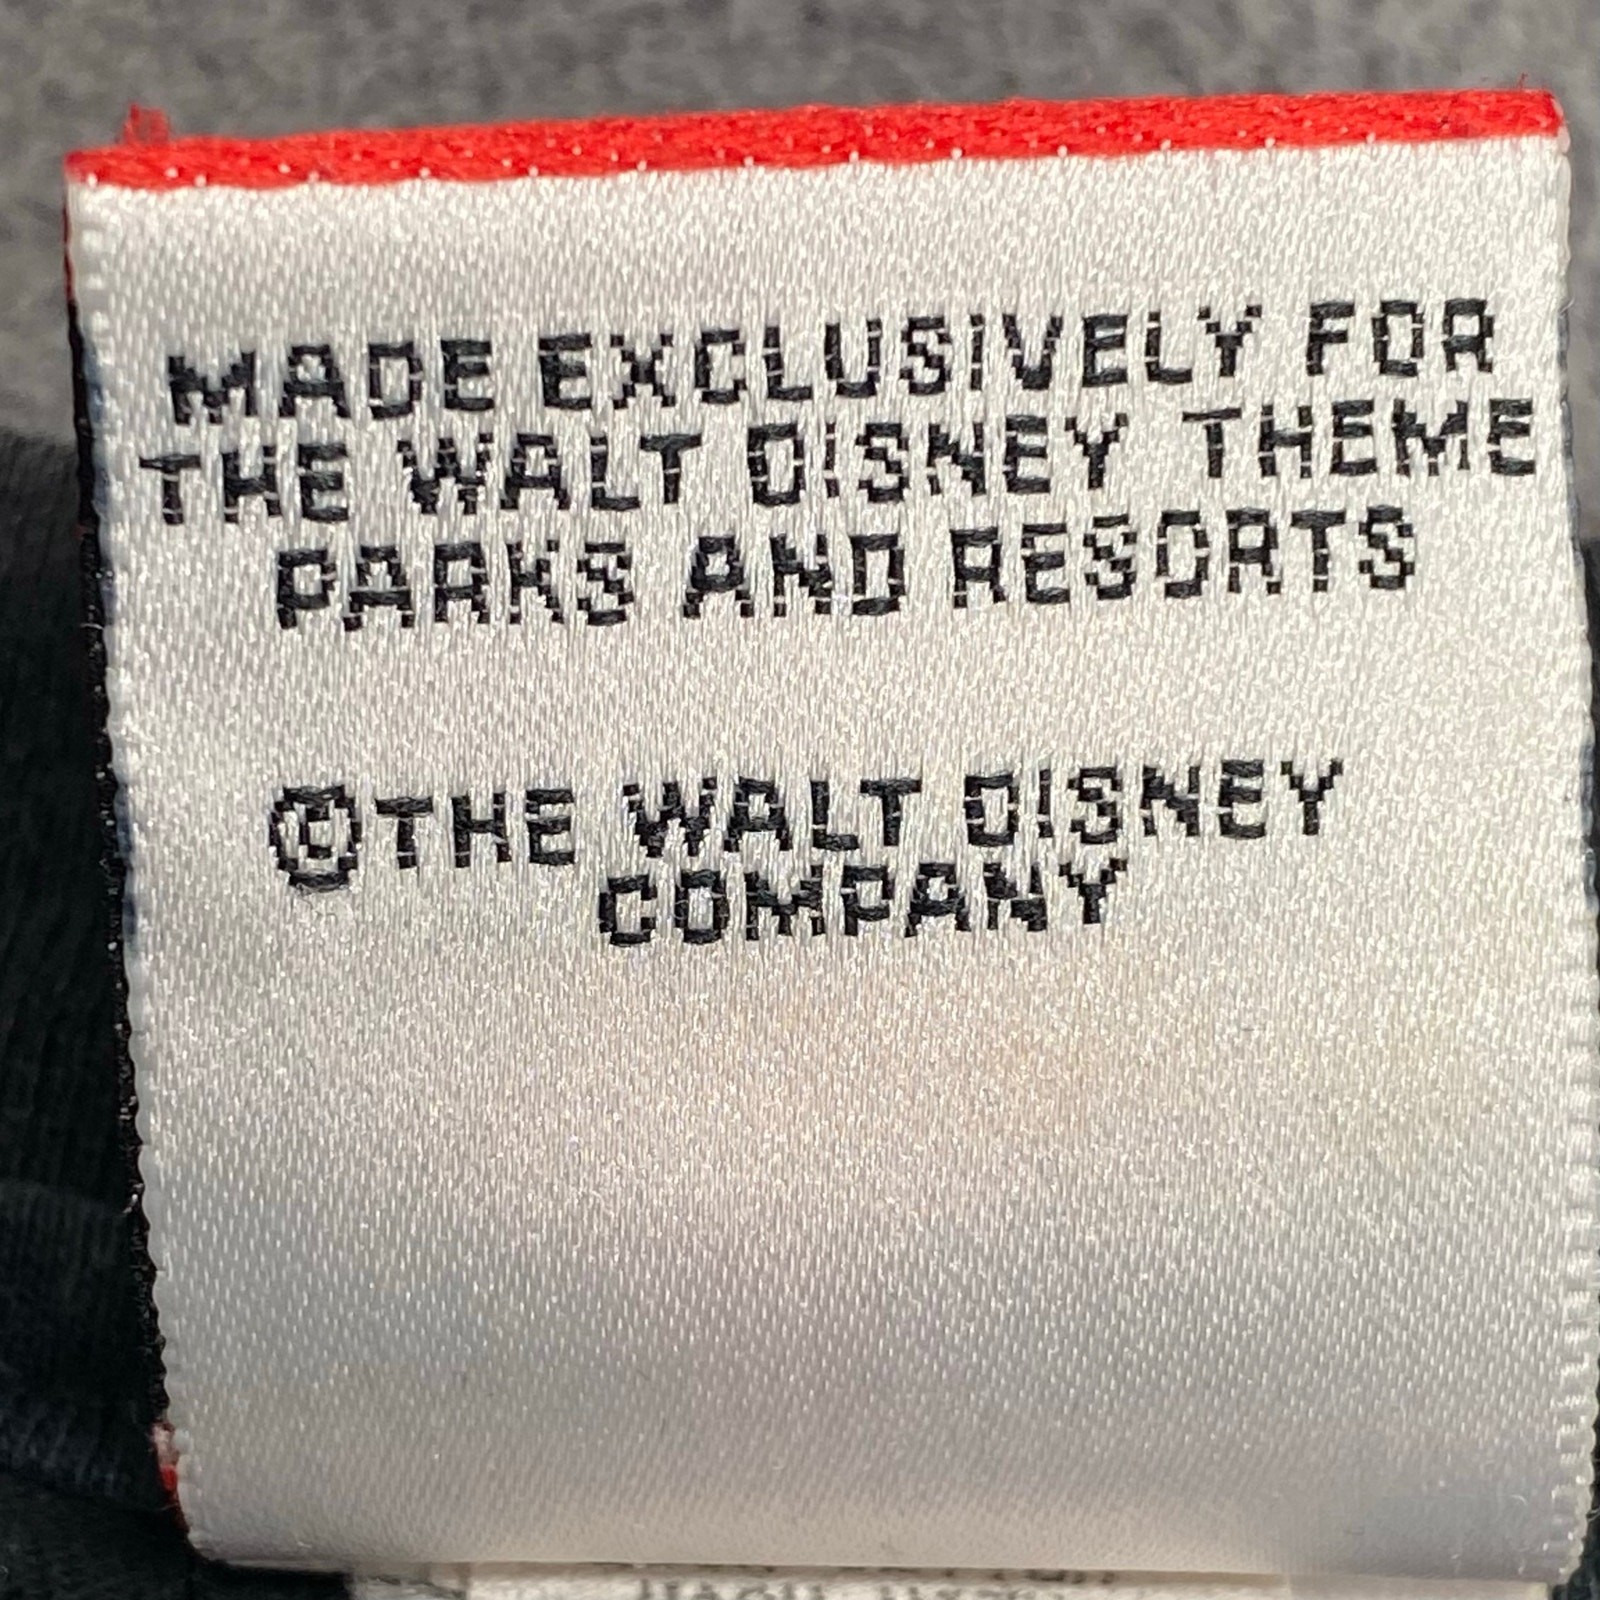 MADE EXCLUSIVELY FOR
THE WALT DISNEY THEME
PARKS AND RESORTS
©THE WALT DISNEY
COMPANY